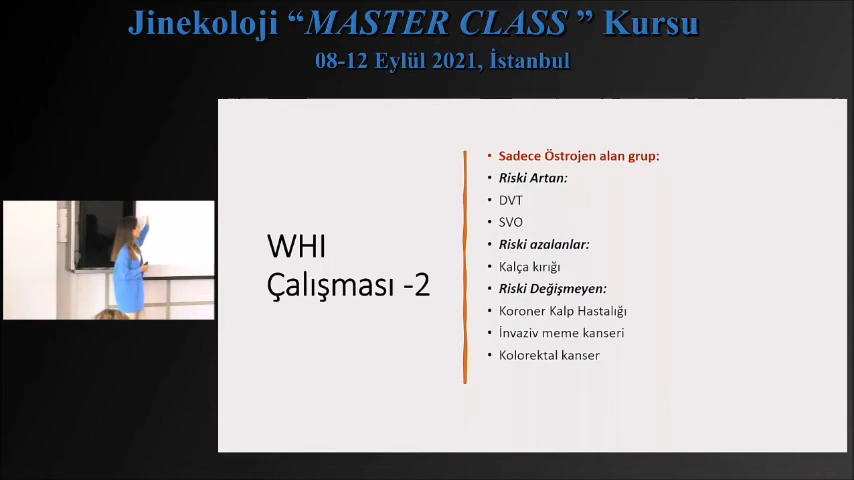 Jinekoloji “MASTER CLASS ” Kursu
08-12 Eylül 2021, İstanbul
WHI
Çalışması -2
• Sadece Östrojen alan grup:
• Riski Artan:
• DVT
• SVO
• Riski azalanlar:
• Kalça kırığı
• Riski Değişmeyen:
• Koroner Kalp Hastalığı
• İnvaziv meme kanseri
• Kolorektal kanser